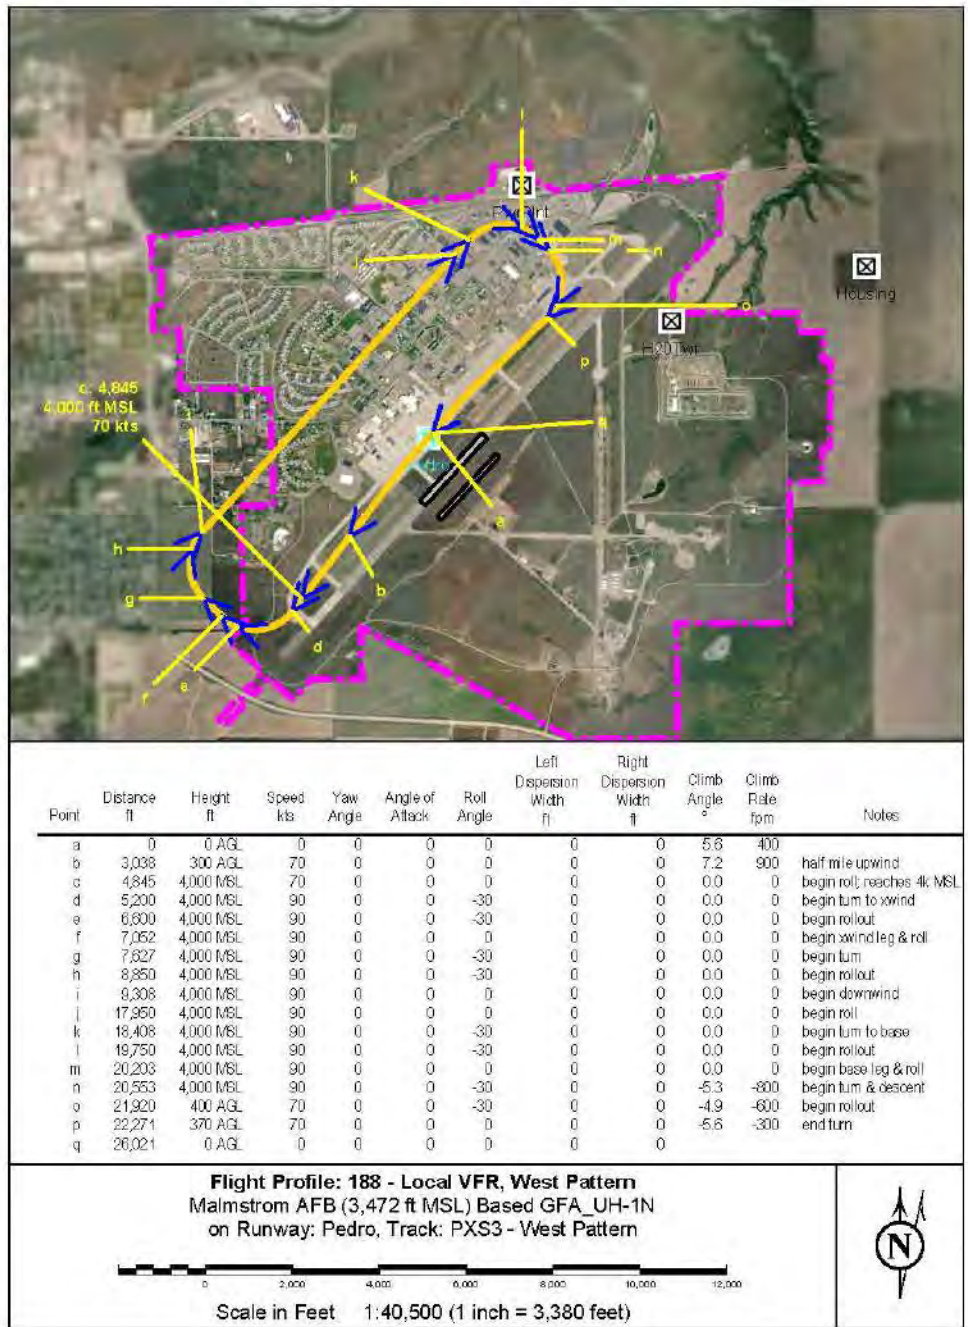 l
k
PwrPnt
m
n
j
Housing
o
H20Twr
p
c: 4,845
4,000 ft MSL
70 kts
i
q
a
h
b
g
d
e
f
Left Right
Dispersion Dispersion Climb Climb
Distance Height Speed Yaw Angle of Roll Width Width Angle Rate
Point ft ft kts Angle Attack Angle ft ft ° fpm Notes
a 0 0 AGL 0 0 0 0 0 0 5.6 400
b 3,038 300 AGL 70 0 0 0 0 0 7.2 900 half mile upwind
c 4,845 4,000 MSL 70 0 0 0 0 0 0.0 0 begin roll; reaches 4k MSL
d 5,200 4,000 MSL 90 0 0 -30 0 0 0.0 0 begin turn to xwind
e 6,600 4,000 MSL 90 0 0 -30 0 0 0.0 0 begin rollout
f 7,052 4,000 MSL 90 0 0 0 0 0 0.0 0 begin xwind leg & roll
g 7,627 4,000 MSL 90 0 0 -30 0 0 0.0 0 begin turn
h 8,850 4,000 MSL 90 0 0 -30 0 0 0.0 0 begin rollout
i 9,308 4,000 MSL 90 0 0 0 0 0 0.0 0 begin downwind
j 17,950 4,000 MSL 90 0 0 0 0 0 0.0 0 begin roll
k 18,408 4,000 MSL 90 0 0 -30 0 0 0.0 0 begin turn to base
l 19,750 4,000 MSL 90 0 0 -30 0 0 0.0 0 begin rollout
m 20,203 4,000 MSL 90 0 0 0 0 0 0.0 0 begin base leg & roll
n 20,553 4,000 MSL 90 0 0 -30 0 0 -5.3 -800 begin turn & descent
o 21,920 400 AGL 70 0 0 -30 0 0 -4.9 -600 begin rollout
p 22,271 370 AGL 70 0 0 0 0 0 -5.6 -300 end turn
q 26,021 0 AGL 0 0 0 0 0 0
Flight Profile: 188 - Local VFR, West Pattern
Malmstrom AFB (3,472 ft MSL) Based GFA_UH-1N
on Runway: Pedro, Track: PXS3 - West Pattern
N
0 2,000 4,000 6,000 8,000 10,000 12,000
Scale in Feet 1:40,500 (1 inch = 3,380 feet)